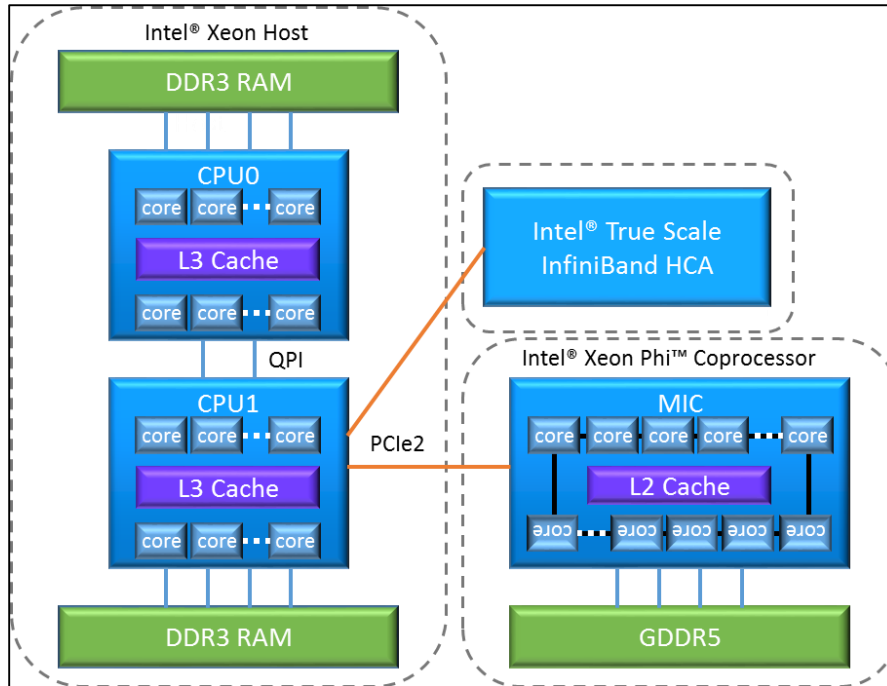 Intel® Xeon Host
DDR3 RAM
CPU0
core core core
L3 Cache
core core core
QPI
CPU1
core core core
L3 Cache
core core core
DDR3 RAM
Intel® True Scale
InfiniBand HCA
PCIe2
Intel® Xeon Phi™ Coprocessor
MIC
core core core core core
L2 Cache
core core core core core
GDDR5